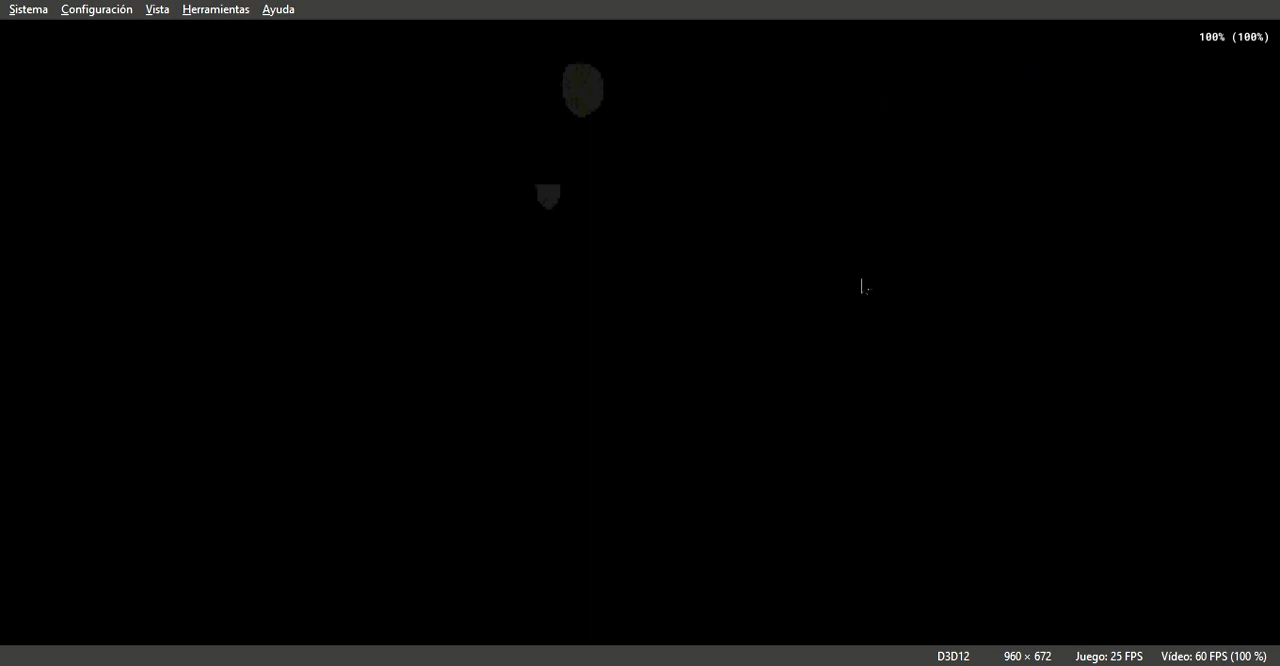 Sistema Configuración Vista Herramientas Ayuda
100% (100%)
D3D12 960 × 672 Juego: 25 FPS Vídeo: 60 FPS (100 %)